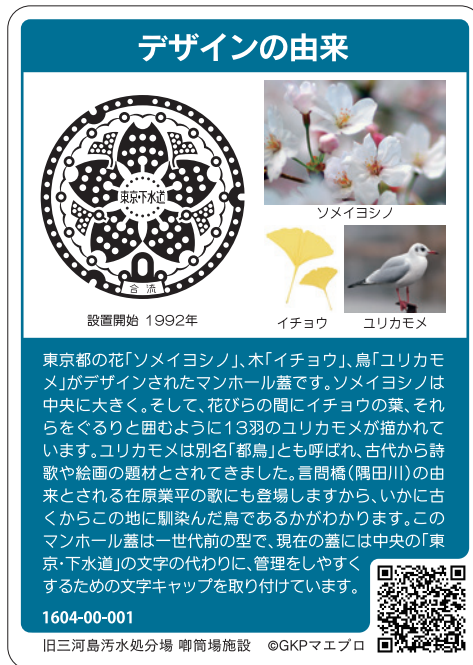 デザインの由来
東京・下水道
合流
設置開始 1992年
ソメイヨシノ
イチョウ
ユリカモメ
東京都の花「ソメイヨシノ」、木「イチョウ」、鳥「ユリカモ
メ」がデザインされたマンホール蓋です。ソメイヨシノは
中央に大きく。そして、花びらの間にイチョウの葉、それ
らをぐるりと囲むように13羽のユリカモメが描かれて
います。ユリカモメは別名「都鳥」とも呼ばれ、古代から詩
歌や絵画の題材とされてきました。言問橋(隅田川)の由
来とされる在原業平の歌にも登場しますから、いかに古
くからこの地に馴染んだ鳥であるかがわかります。この
マンホール蓋は一世代前の型で、現在の蓋には中央の「東
京・下水道」の文字の代わりに、管理をしやすく
するための文字キャップを取り付けています。
1604-00-001
旧三河島汚水処分場 喞筒場施設 ©GKPマエプロ